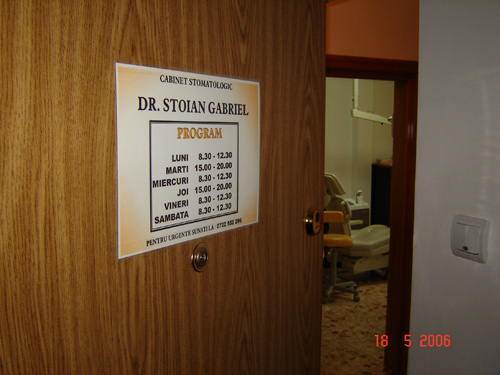 CABINET STOMATOLOGIC
DR. STOIAN GABRIEL
PROGRAM
LUNI 8.30 - 12.30
MARTI 15.00 - 20.00
MIERCURI 8.30 - 12.30
JOI 15.00 - 20.00
VINERI 8.30 - 12.30
SAMBATA 8.30 - 12.30
PENTRU URGENTE SUNATI LA : 0722
18 5 2006